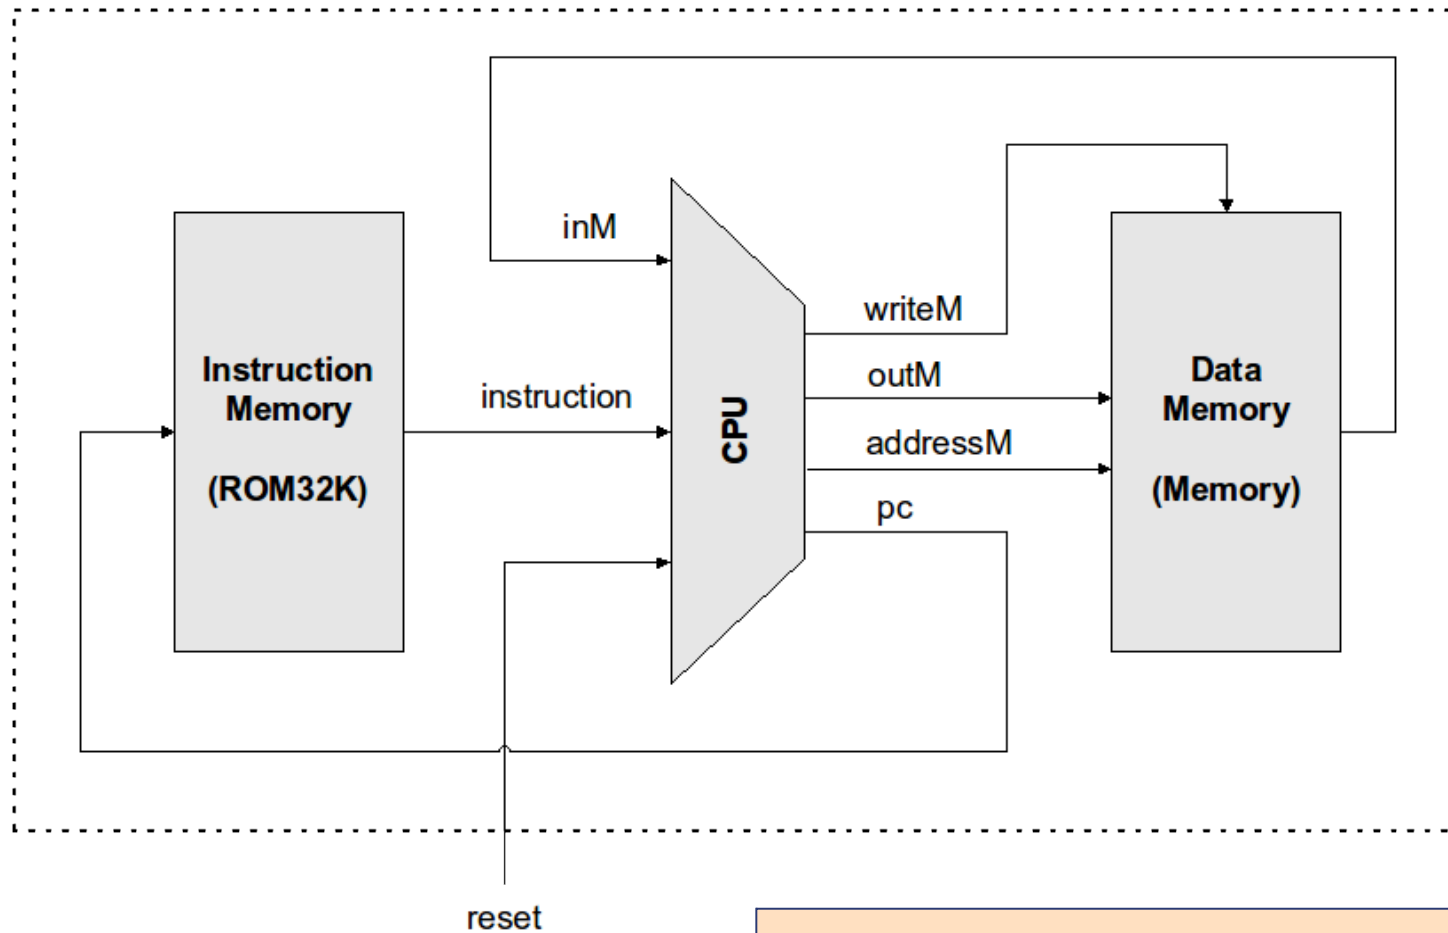 inM
writeM
Instruction
Memory
(ROM32K)
instruction
CPU
outM
addressM
pc
Data
Memory
(Memory)
reset